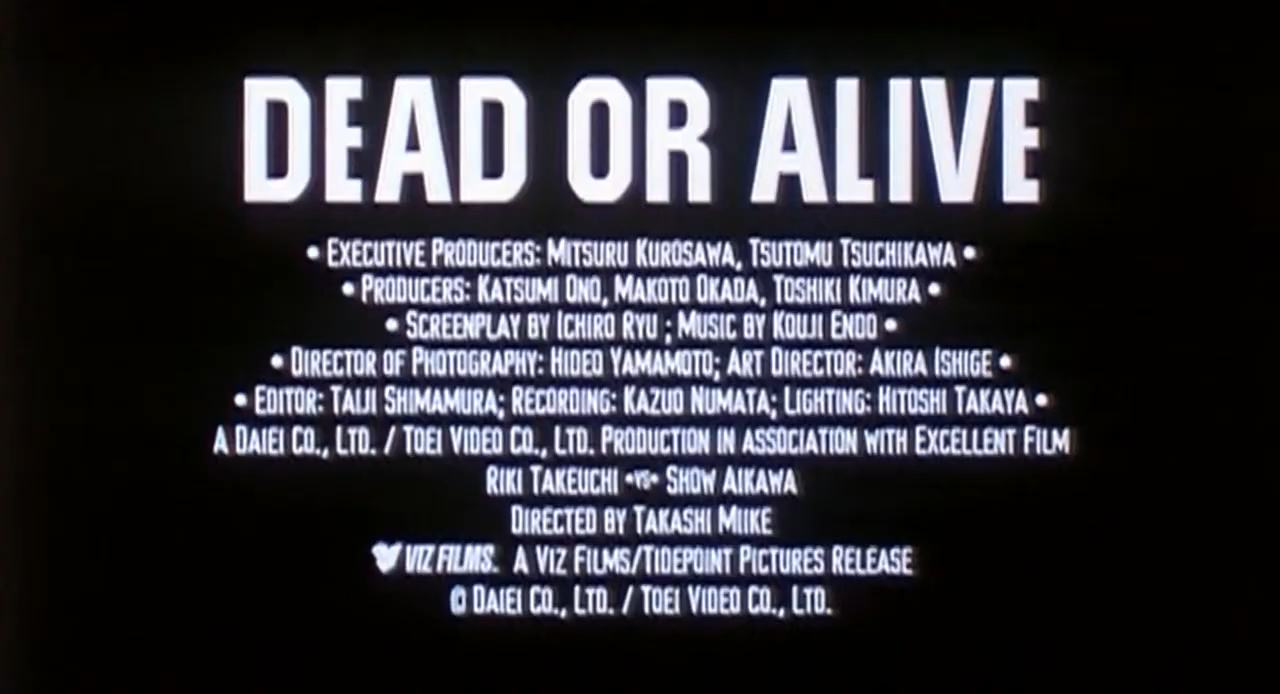 DEAD OR ALIVE
• EXECUTIVE PRODUCERS: MITSURU KUROSAWA, TSUTOMU TSUCHIKAWA •
• PRODUCERS: KATSUMI ONO, MAKOTO OKADA, TOSHIKI KIMURA •
• SCREENPLAY BY ICHIRO RYU ; MUSIC BY KOUJI ENDO •
• DIRECTOR OF PHOTOGRAPHY: HIDEO YAMAMOTO; ART DIRECTOR: AKIRA ISHIGE •
• EDITOR: TAIJI SHIMAMURA; RECORDING: KAZUO NUMATA; LIGHTING: HITOSHI TAKAYA •
A DAIEI CO., LTD. / TOEI VIDEO CO., LTD. PRODUCTION IN ASSOCIATION WITH EXCELLENT FILM
RIKI TAKEUCHI •VS• SHOW AIKAWA
DIRECTED BY TAKASHI MIIKE
VIZ FILMS. A VIZ FILMS/TIDEPOINT PICTURES RELEASE
© DAIEI CO., LTD. / TOEI VIDEO CO., LTD.